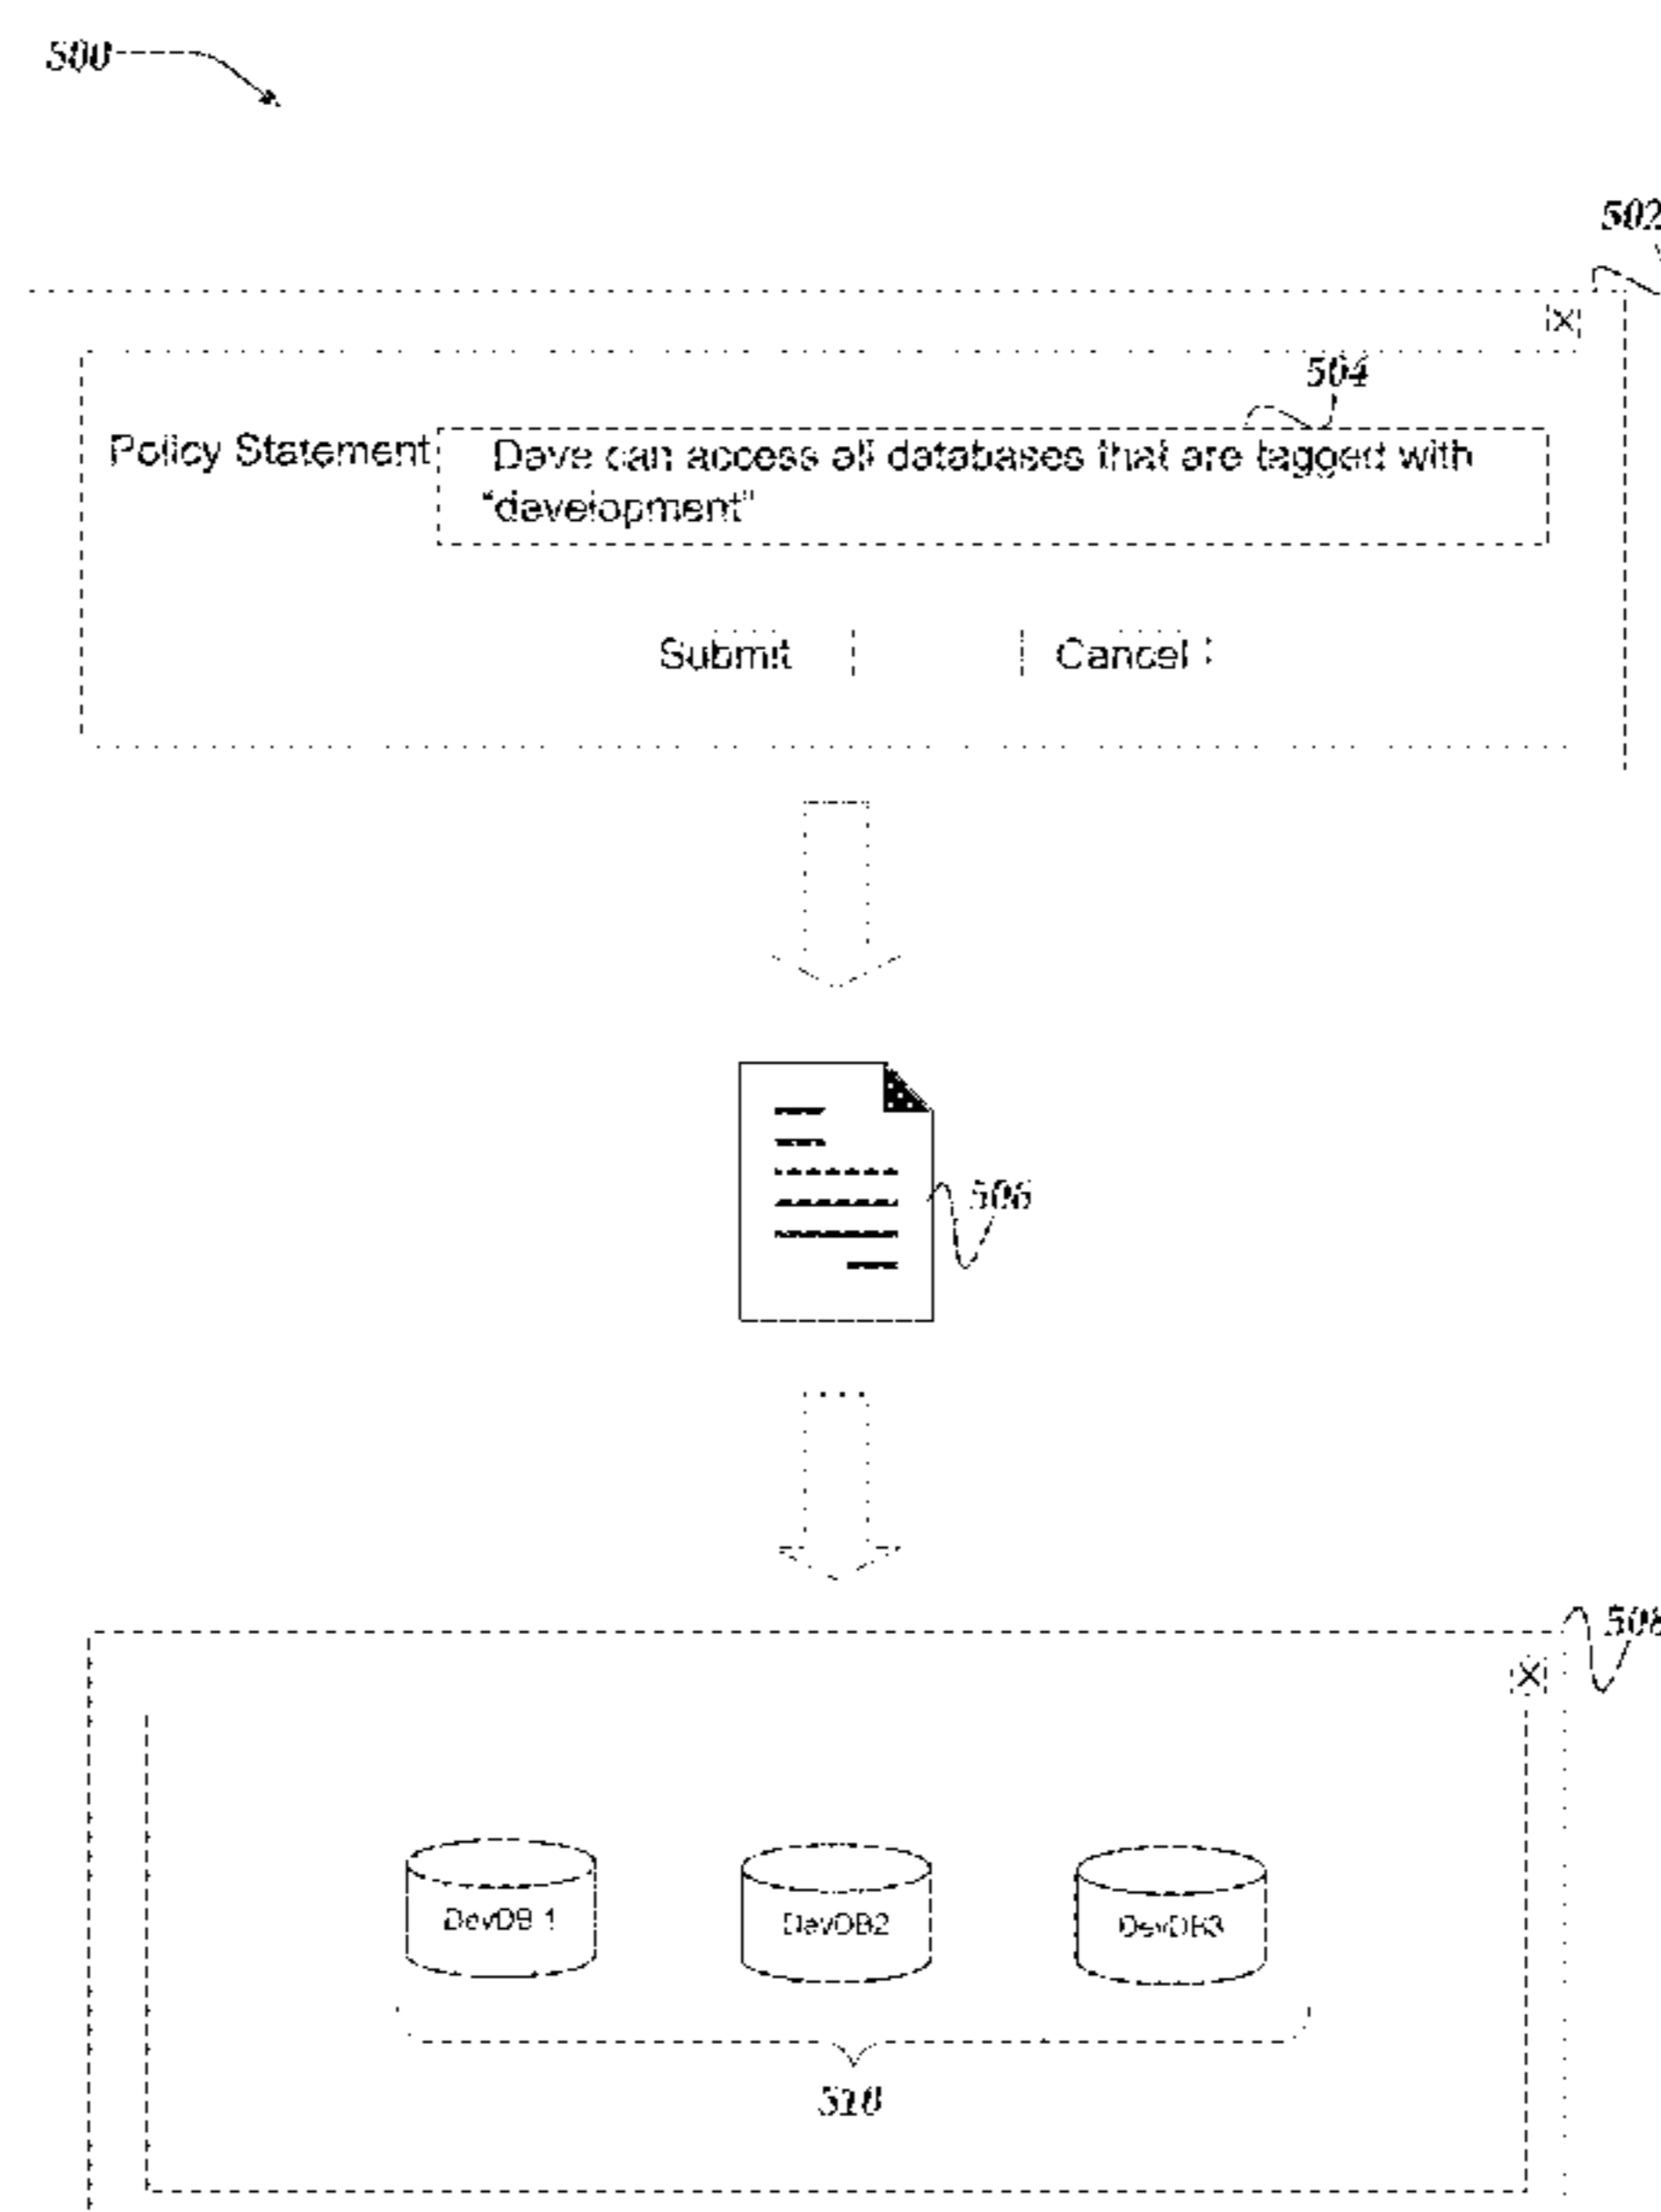 500
502
504
Policy Statement
Dave can access all databases that are tagged with
“development”
Submit Cancel
506
508
DevDB 1 DevDB2 DevDB3
510